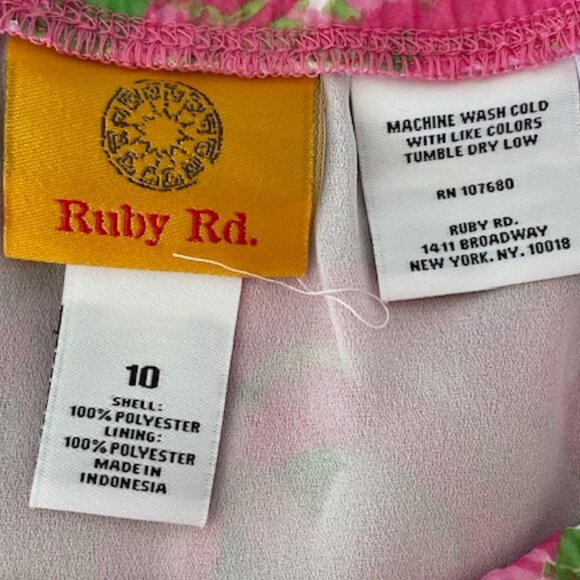 Ruby Rd.
10
SHELL:
100% POLYESTER
LINING:
100% POLYESTER
MADE IN
INDONESIA
MACHINE WASH COLD
WITH LIKE COLORS
TUMBLE DRY LOW
RN 107680
RUBY RD.
1411 BROADWAY
NEW YORK. NY. 10018